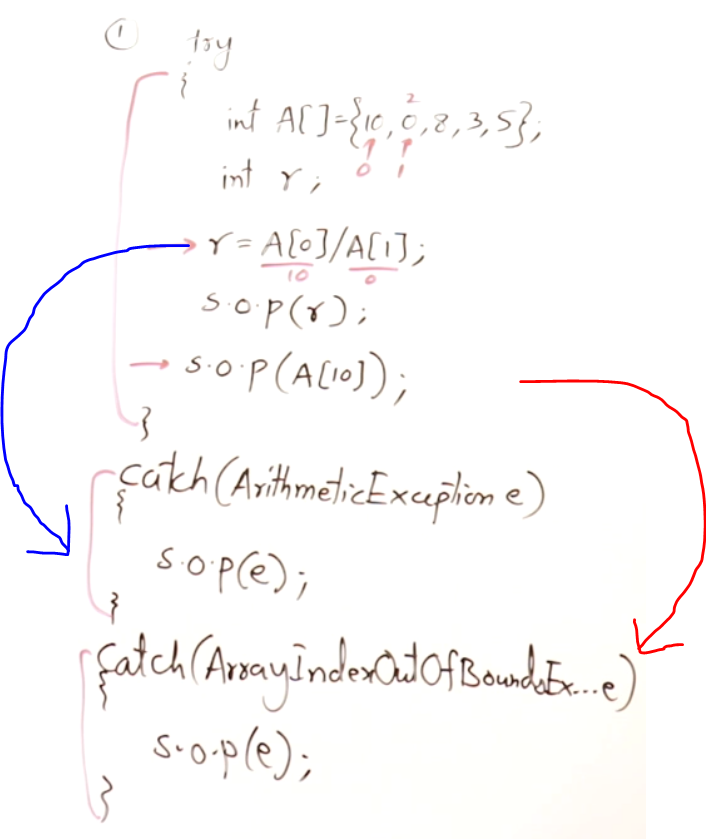 ① try
{
2
int A[]={10,0,8,3,5};
0 1
int r;
r = A[0]/A[1];
10 0
S.O.P(r);
S.O.P(A[10]);
}
catch(ArithmeticException e)
{
S.O.P(e);
}
catch(ArrayIndexOutOfBoundsEx...e)
{
S.O.P(e);
}